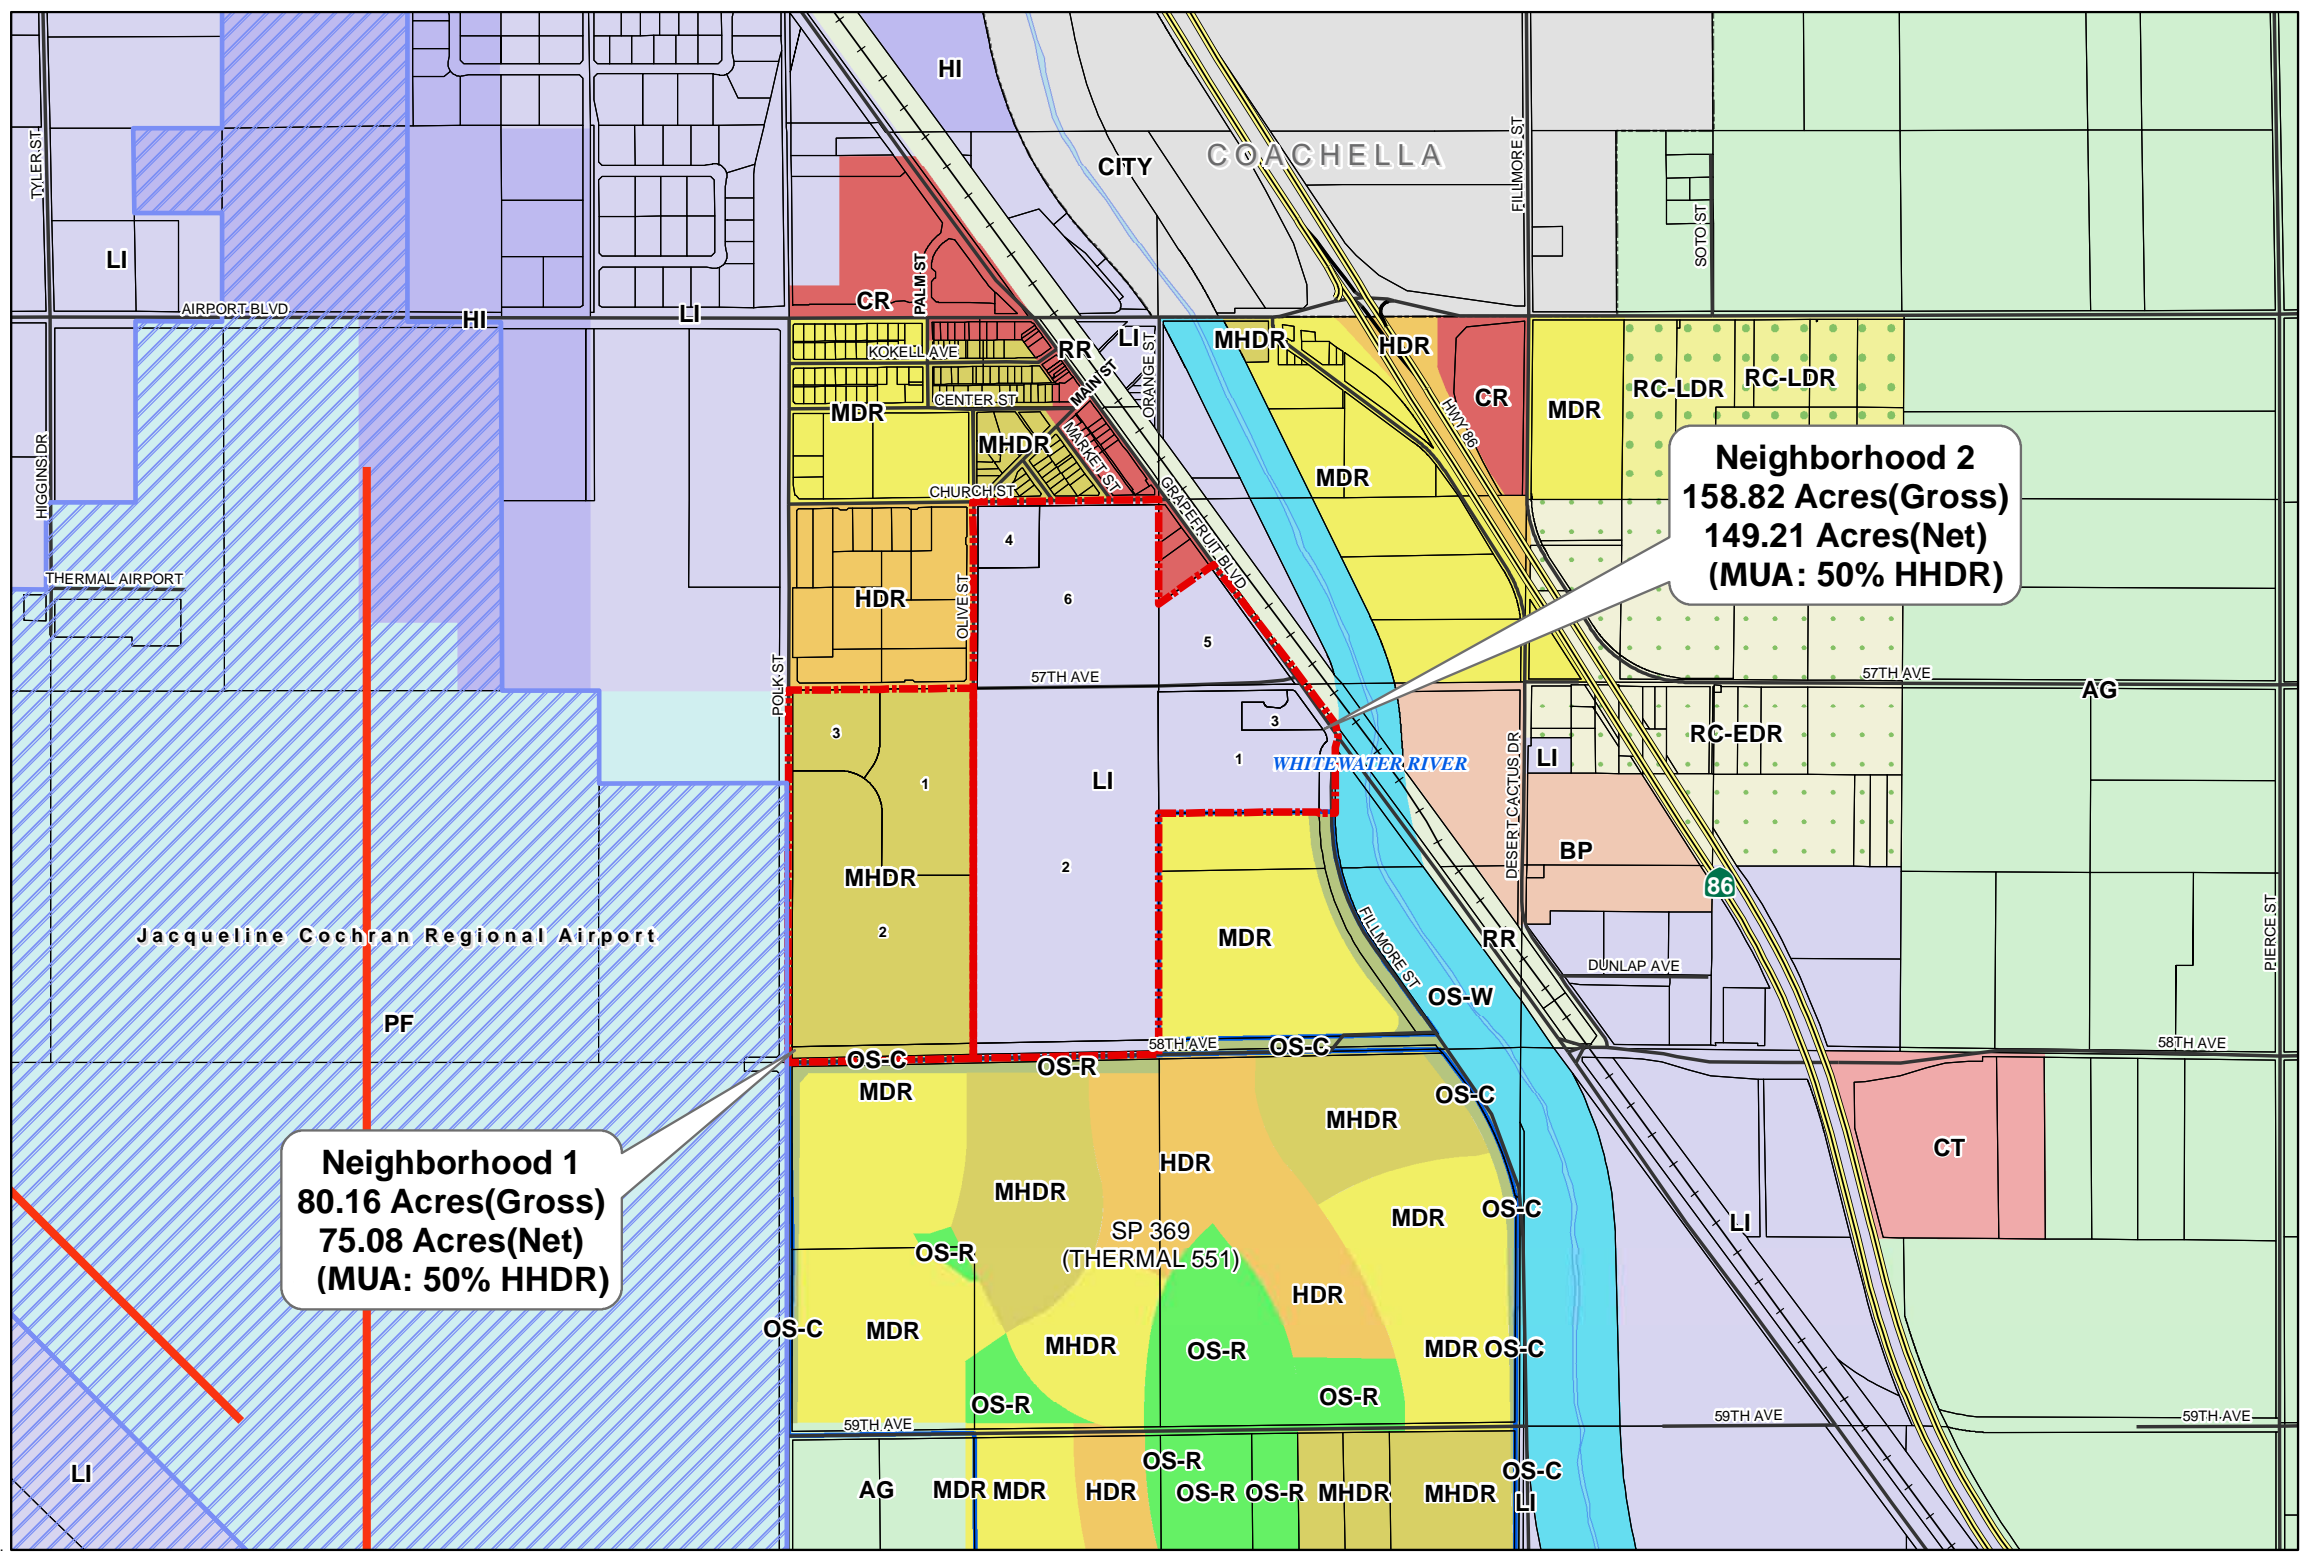 HI
COACHELLA
CITY
TYLER ST
FILLMORE ST
SOTO ST
LI
PALM ST
CR
AIRPORT BLVD
HI
LI
LI
ORANGE ST
MHDR
HDR
RR
KOKELL AVE
MAIN ST
RC-LDR
RC-LDR
CENTER ST
MDR
CR
MDR
HWY 86
MHDR
MARKET ST
HIGGINS DR
CHURCH ST
MDR
GRAPEFRUIT BLVD
Neighborhood 2
158.82 Acres(Gross)
149.21 Acres(Net)
(MUA: 50% HHDR)
4
THERMAL AIRPORT
HDR
OLIVE ST
6
5
POLK ST
57TH AVE
57TH AVE
AG
3
3
RC-EDR
DESERT CACTUS DR
1
LI
1
WHITEWATER RIVER
LI
BP
2
86
MHDR
2
Jacqueline Cochran Regional Airport
MDR
FILLMORE ST
RR
PIERCE ST
DUNLAP AVE
OS-W
PF
58TH AVE
OS-C
58TH AVE
OS-C
OS-R
MDR
OS-C
MHDR
CT
Neighborhood 1
80.16 Acres(Gross)
75.08 Acres(Net)
(MUA: 50% HHDR)
HDR
MHDR
OS-C
MDR
LI
SP 369
(THERMAL 551)
OS-R
HDR
OS-C
MDR
MHDR
OS-R
MDR
OS-C
OS-R
OS-R
59TH AVE
59TH AVE
59TH AVE
OS-R
LI
OS-C
AG
MDR
MDR
HDR
OS-R
OS-R
MHDR
MHDR
LI